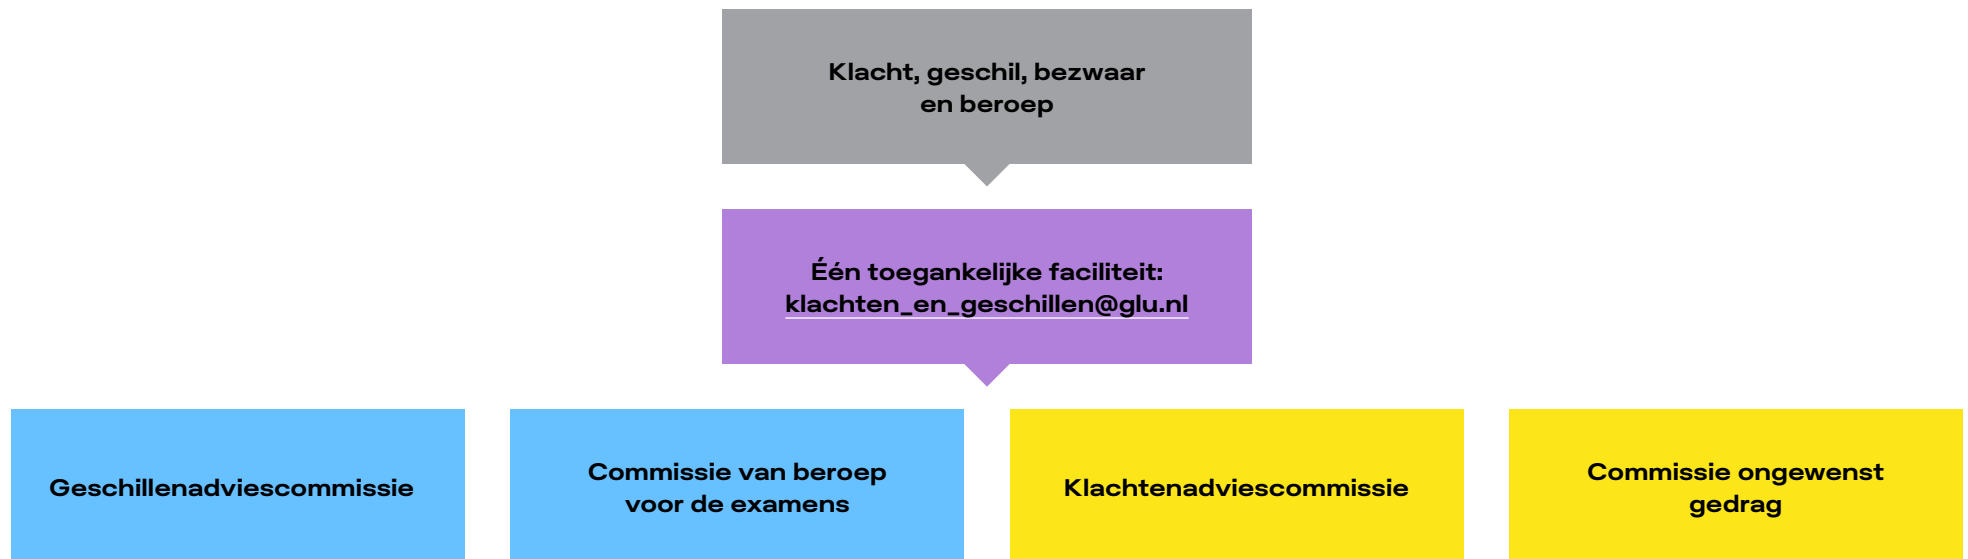 Klacht, geschil, bezwaar
en beroep
Één toegankelijke faciliteit:
klachten_en_geschillen@glu.nl
Geschillenadviescommissie
Commissie van beroep
voor de examens
Klachtenadviescommissie
Commissie ongewenst
gedrag